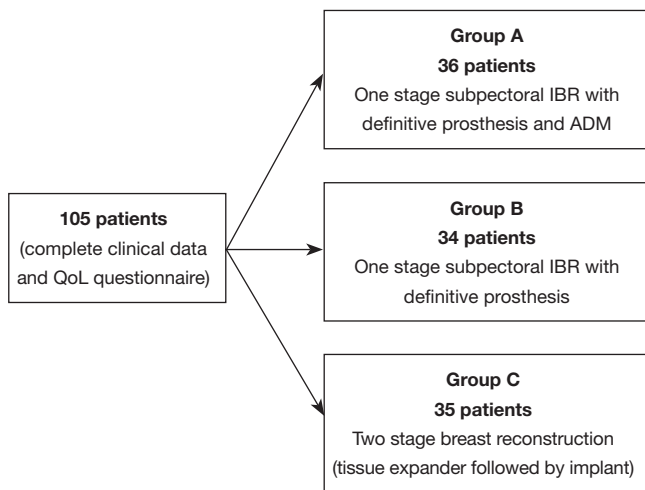 105 patients
(complete clinical data
and QoL questionnaire)
Group A
36 patients
One stage subpectoral IBR with
definitive prosthesis and ADM
Group B
34 patients
One stage subpectoral IBR with
definitive prosthesis
Group C
35 patients
Two stage breast reconstruction
(tissue expander followed by implant)